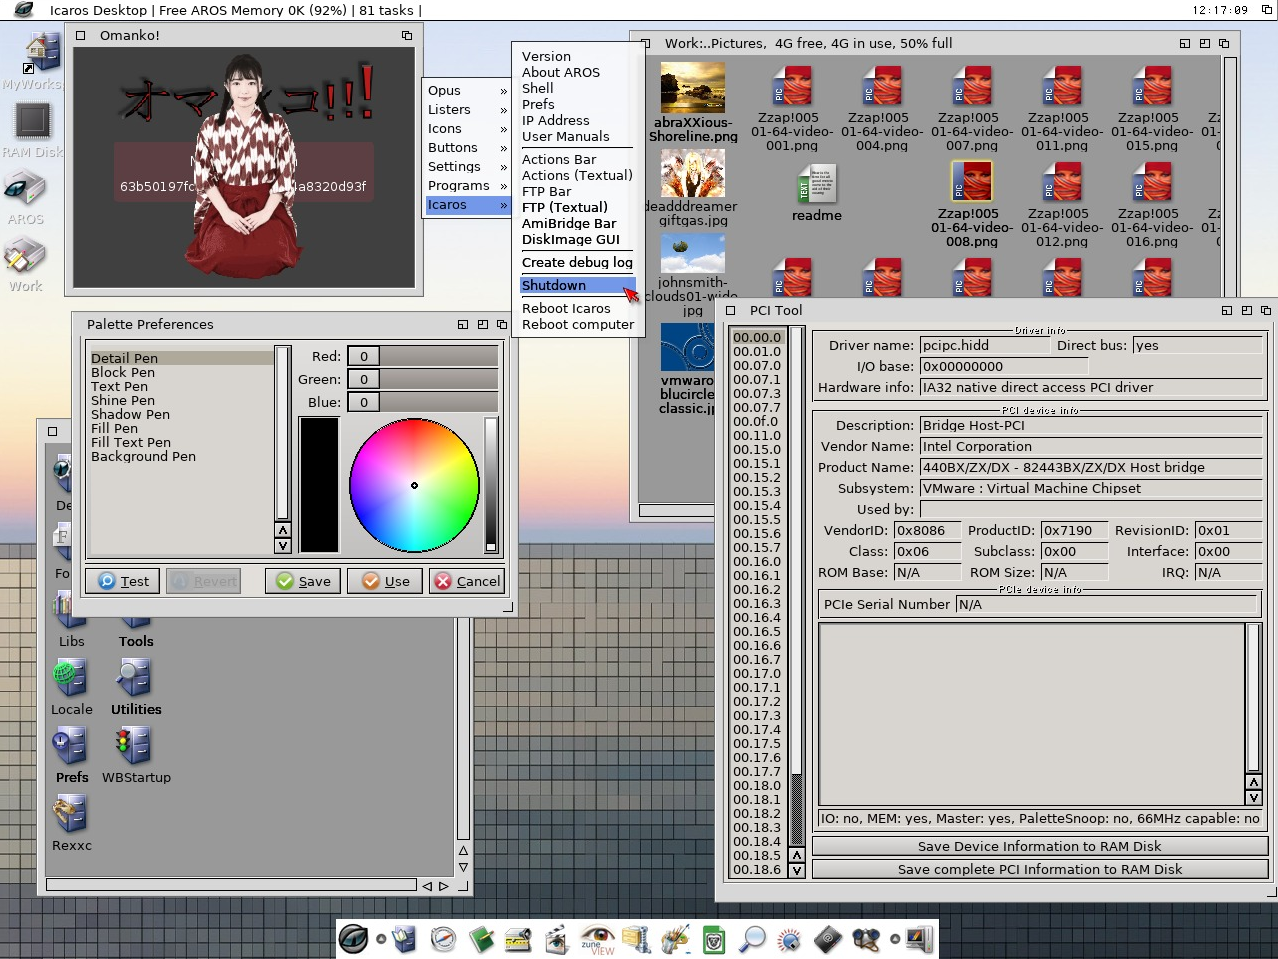 Icaros Desktop | Free AROS Memory 0K (92%) | 81 tasks |
12:17:09
MyWorks
RAM Disk
AROS
Work
Omanko!
オマ
コ!!!
63b50197fc
a8320d93f
Opus »
Listers »
Icons »
Buttons »
Settings »
Programs »
Icaros »
Version
About AROS
Shell
Prefs
IP Address
User Manuals
Actions Bar
Actions (Textual)
FTP Bar
FTP (Textual)
AmiBridge Bar
DiskImage GUI
Create debug log
Shutdown
Reboot Icaros
Reboot computer
Work:..Pictures, 4G free, 4G in use, 50% full
abraXXious-
Shoreline.png
deadddreamer
giftgas.jpg
johnsmith-
clouds01-wide
jpg
vmwaro
blucircle
classic.jp
Zzap!005
01-64-video-
001.png
Zzap!005
01-64-video-
004.png
Zzap!005
01-64-video-
007.png
Zzap!005
01-64-video-
011.png
Zzap!005
01-64-video-
015.png
readme
Zzap!005
01-64-video-
008.png
Zzap!005
01-64-video-
012.png
Zzap!005
01-64-video-
016.png
Palette Preferences
Detail Pen
Block Pen
Text Pen
Shine Pen
Shadow Pen
Fill Pen
Fill Text Pen
Background Pen
Red: 0
Green: 0
Blue: 0
Test
Revert
Save
Use
Cancel
De
Fo
Libs
Tools
Locale
Utilities
Prefs
WBStartup
Rexxc
PCI Tool
00.00.0
00.01.0
00.07.0
00.07.1
00.07.3
00.07.7
00.0f.0
00.11.0
00.15.0
00.15.1
00.15.2
00.15.3
00.15.4
00.15.5
00.15.6
00.15.7
00.16.0
00.16.1
00.16.2
00.16.3
00.16.4
00.16.5
00.16.6
00.16.7
00.17.0
00.17.1
00.17.2
00.17.3
00.17.4
00.17.5
00.17.6
00.17.7
00.18.0
00.18.1
00.18.2
00.18.3
00.18.4
00.18.5
00.18.6
Driver info
Driver name: pcipc.hidd Direct bus: yes
I/O base: 0x00000000
Hardware info: IA32 native direct access PCI driver
PCI device info
Description: Bridge Host-PCI
Vendor Name: Intel Corporation
Product Name: 440BX/ZX/DX - 82443BX/ZX/DX Host bridge
Subsystem: VMware : Virtual Machine Chipset
Used by:
VendorID: 0x8086 ProductID: 0x7190 RevisionID: 0x01
Class: 0x06 Subclass: 0x00 Interface: 0x00
ROM Base: N/A ROM Size: N/A IRQ: N/A
PCIe device info
PCIe Serial Number N/A
IO: no, MEM: yes, Master: yes, PaletteSnoop: no, 66MHz capable: no
Save Device Information to RAM Disk
Save complete PCI Information to RAM Disk
zune
VIEW